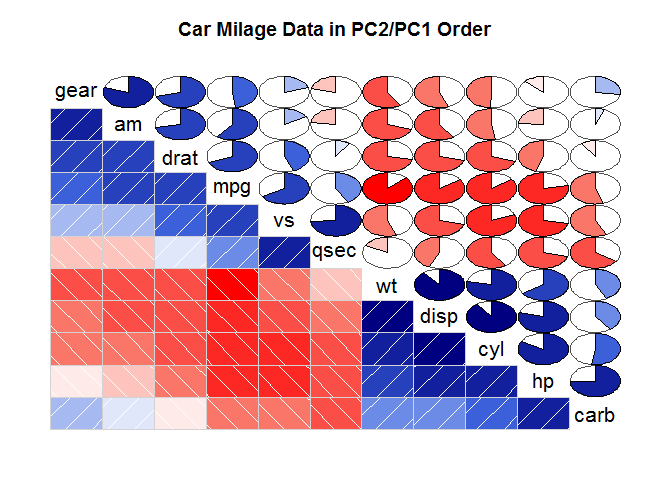 Car Milage Data in PC2/PC1 Order
gear
am
drat
mpg
vs
qsec
wt
disp
cyl
hp
carb